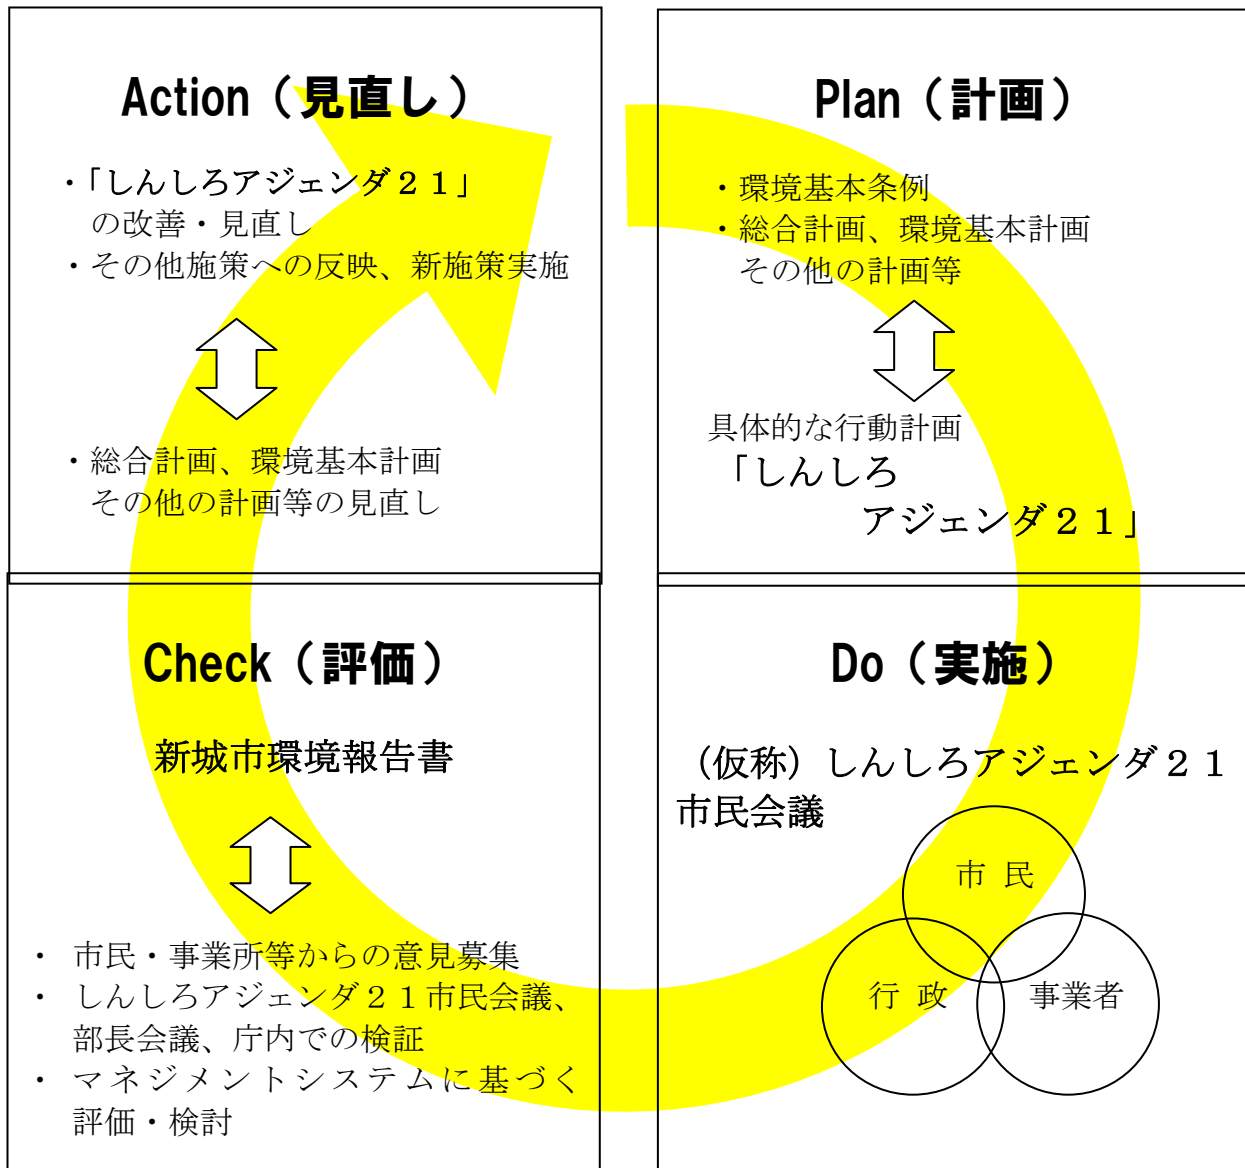 Action（見直し）
・「しんしろアジェンダ２１」
の改善・見直し
・その他施策への反映、新施策実施
・総合計画、環境基本計画
その他の計画等の見直し
Plan（計画）
・環境基本条例
・総合計画、環境基本計画
その他の計画等
具体的な行動計画
「しんしろ
アジェンダ２１」
Check（評価）
新城市環境報告書
・ 市民・事業所等からの意見募集
・ しんしろアジェンダ２１市民会議、
部長会議、庁内での検証
・ マネジメントシステムに基づく
評価・検討
Do（実施）
（仮称）しんしろアジェンダ２１
市民会議
市 民
行 政
事業者